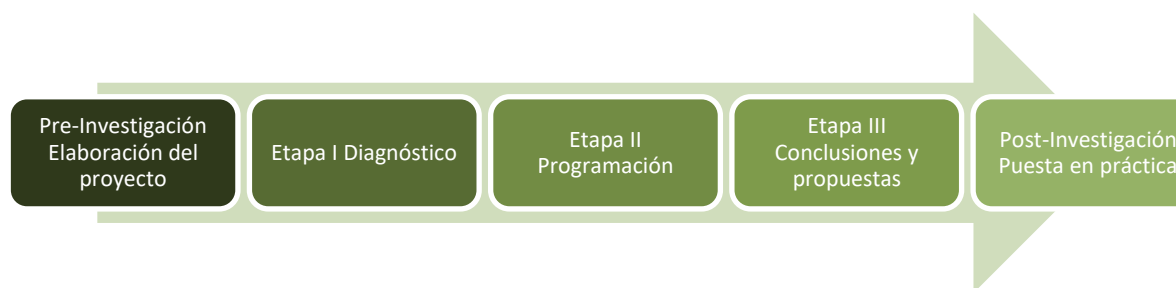 Pre-Investigación
Elaboración del
proyecto
Etapa I Diagnóstico
Etapa II
Programación
Etapa III
Conclusiones y
propuestas
Post-Investigación
Puesta en práctica